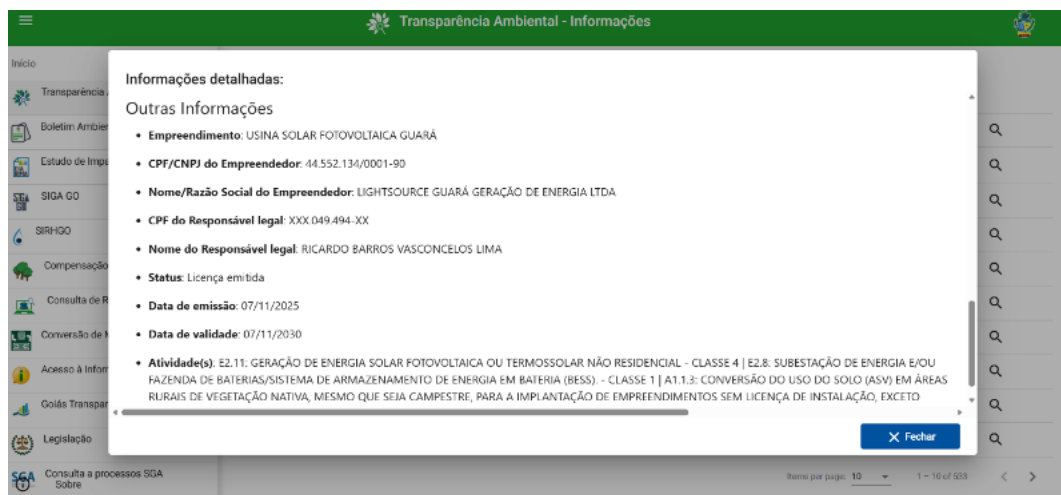 Transparência Ambiental - Informações
Início
Transparência
Boletim
Estudo de
SIGA GO
SIRHGO
Compensação
Consulta de
Conversão de
Acesso à
Goiás
Legislação
Consulta a processos SGA
Sobre
Informações detalhadas:
Outras Informações
• Empreendimento: USINA SOLAR FOTOVOLTAICA GUARÁ
• CPF/CNPJ do Empreendedor: 44.552.134/0001-90
• Nome/Razão Social do Empreendedor: LIGHTSOURCE GUARÁ GERAÇÃO DE ENERGIA LTDA
• CPF do Responsável legal: XXX.049.494-XX
• Nome do Responsável legal: RICARDO BARROS VASCONCELOS LIMA
• Status: Licença emitida
• Data de emissão: 07/11/2025
• Data de validade: 07/11/2030
• Atividade(s): E2.11: GERAÇÃO DE ENERGIA SOLAR FOTOVOLTAICA OU TERMOSSOLAR NÃO RESIDENCIAL - CLASSE 4 | E2.8: SUBESTAÇÃO DE ENERGIA E/OU
FAZENDA DE BATERIAS/SISTEMA DE ARMAZENAMENTO DE ENERGIA EM BATERIA (BESS). - CLASSE 1 | A1.1.3: CONVERSÃO DO USO DO SOLO (ASV) EM ÁREAS
RURAIS DE VEGETAÇÃO NATIVA, MESMO QUE SEJA CAMPESTRE, PARA A IMPLANTAÇÃO DE EMPREENDIMENTOS SEM LICENÇA DE INSTALAÇÃO, EXCETO
Fechar
Items per page: 10
1 – 10 of 533